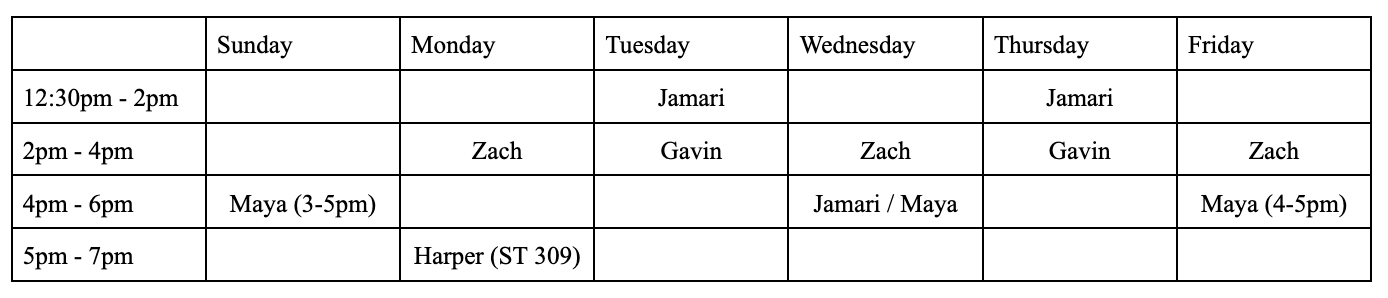 Sunday Monday Tuesday Wednesday Thursday Friday
12:30pm - 2pm Jamari Jamari
2pm - 4pm Zach Gavin Zach Gavin Zach
4pm - 6pm Maya (3-5pm) Jamari / Maya Maya (4-5pm)
5pm - 7pm Harper (ST 309)